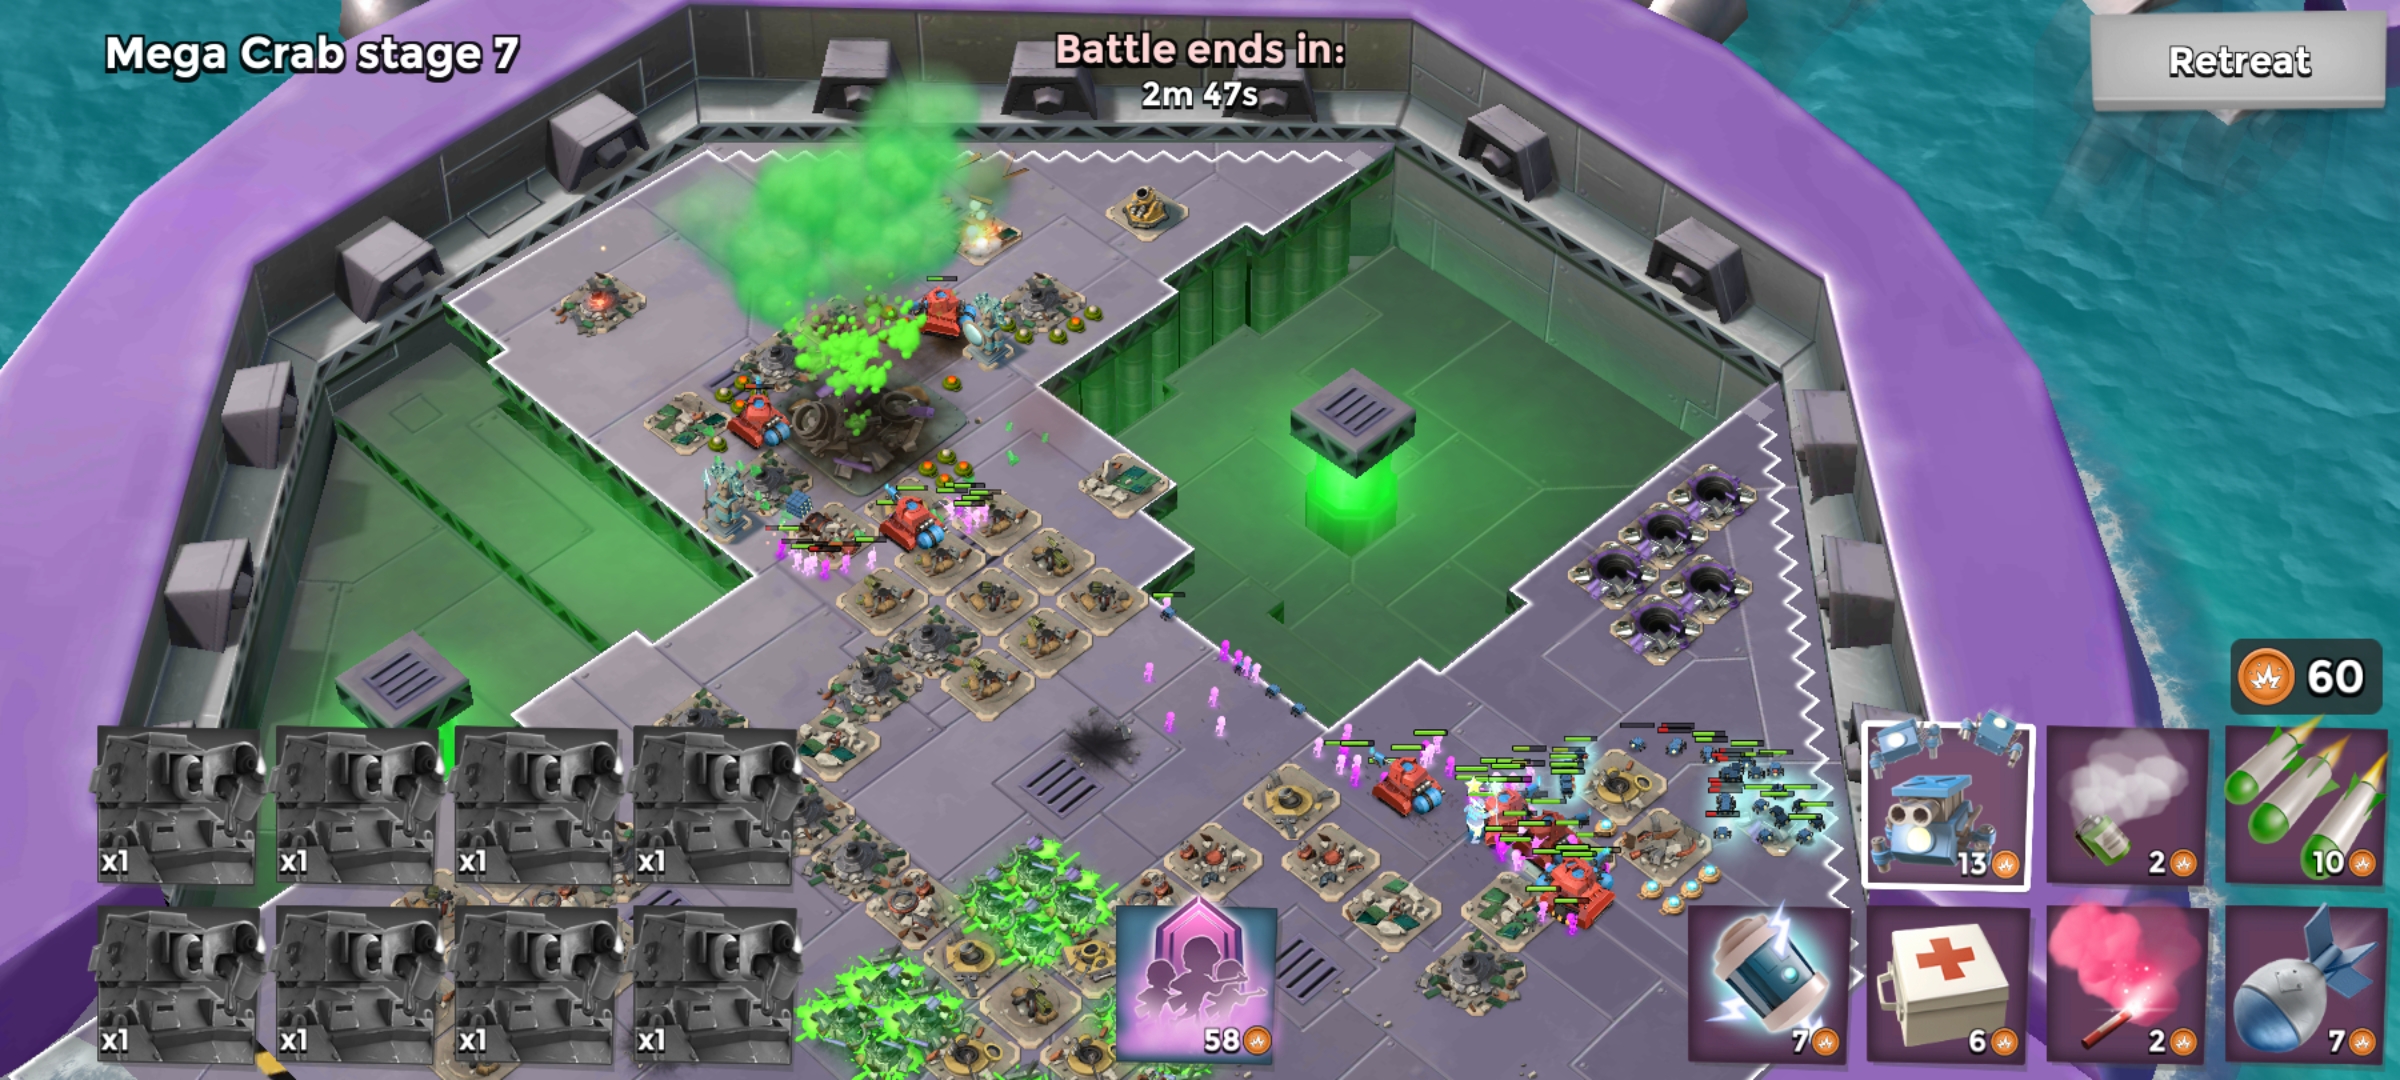 Mega Crab stage 7
Battle ends in:
2m 47s
Retreat
60
x1
x1
x1
x1
13
2
10
x1
x1
x1
x1
58
7
6
2
7